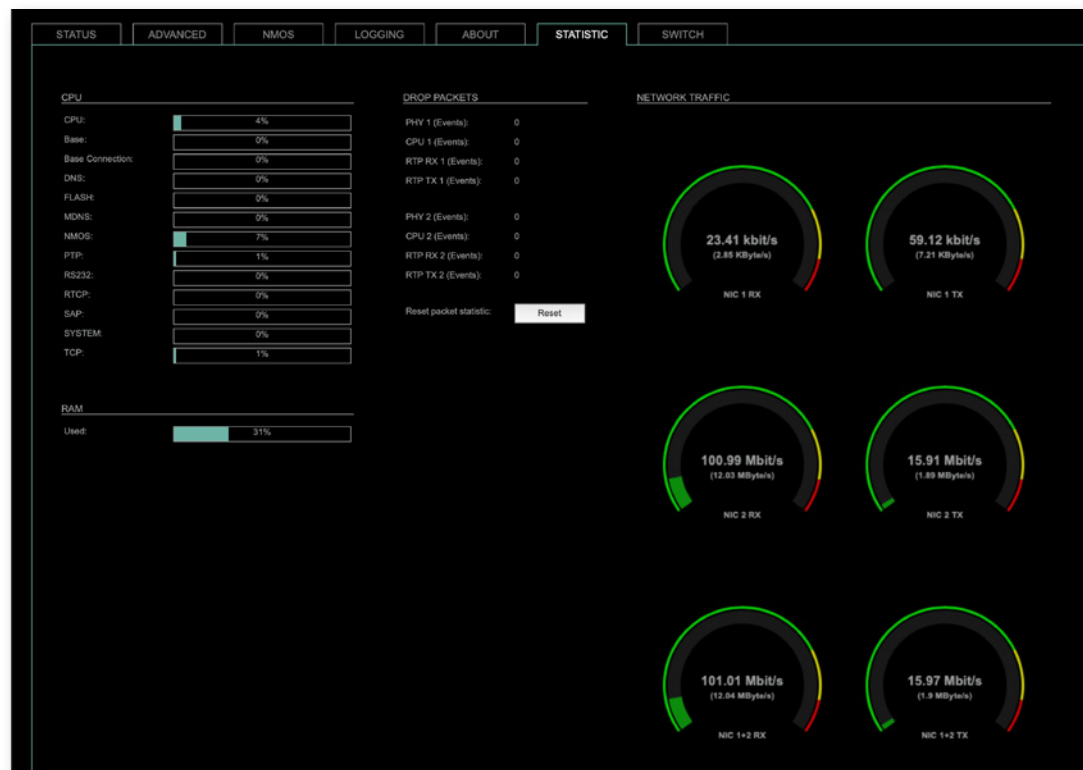 STATUS ADVANCED NMOS LOGGING ABOUT STATISTIC SWITCH
CPU
CPU: 4%
Base: 0%
Base Connection: 0%
DNS: 0%
FLASH: 0%
MDNS: 0%
NMOS: 7%
PTP: 1%
RS232: 0%
RTCP: 0%
SAP: 0%
SYSTEM: 0%
TCP: 1%
RAM
Used: 31%
DROP PACKETS
PHY 1 (Events): 0
CPU 1 (Events): 0
RTP RX 1 (Events): 0
RTP TX 1 (Events): 0
PHY 2 (Events): 0
CPU 2 (Events): 0
RTP RX 2 (Events): 0
RTP TX 2 (Events): 0
Reset packet statistic: Reset
NETWORK TRAFFIC
23.41 kbit/s
(2.85 KByte/s)
NIC 1 RX
59.12 kbit/s
(7.21 KByte/s)
NIC 1 TX
100.99 Mbit/s
(12.03 MByte/s)
NIC 2 RX
15.91 Mbit/s
(1.89 MByte/s)
NIC 2 TX
101.01 Mbit/s
(12.04 MByte/s)
NIC 1+2 RX
15.97 Mbit/s
(1.9 MByte/s)
NIC 1+2 TX